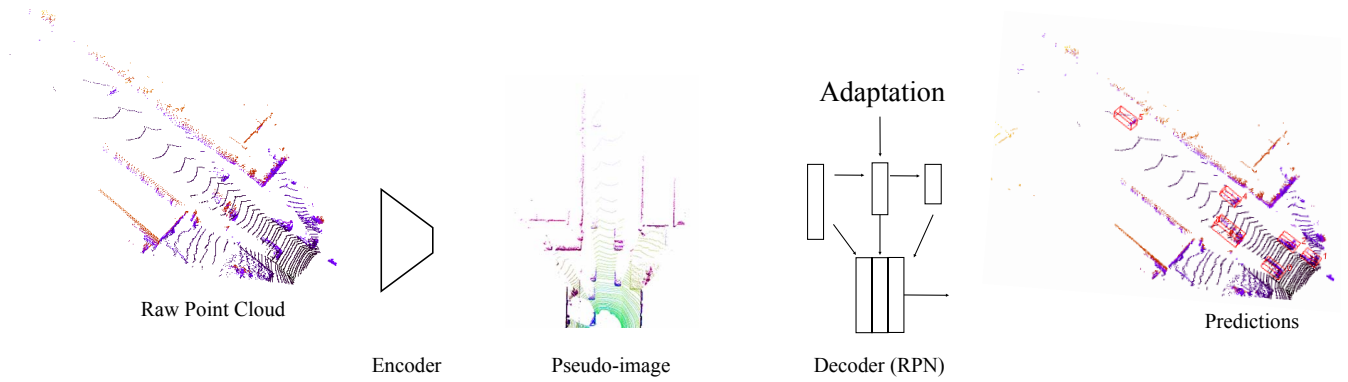 Adaptation
Raw Point Cloud
Predictions
Encoder
Pseudo-image
Decoder (RPN)